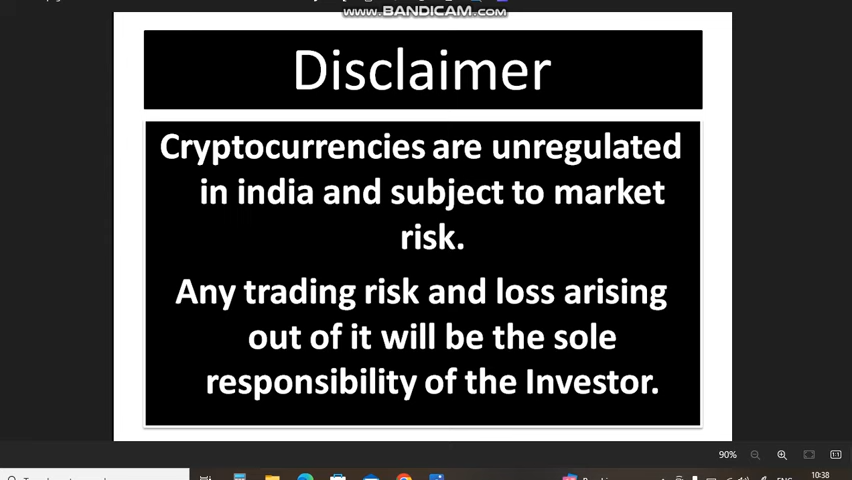 WWW.BANDICAM.COM
Disclaimer
Cryptocurrencies are unregulated
in india and subject to market
risk.
Any trading risk and loss arising
out of it will be the sole
responsibility of the Investor.
90%
10:38